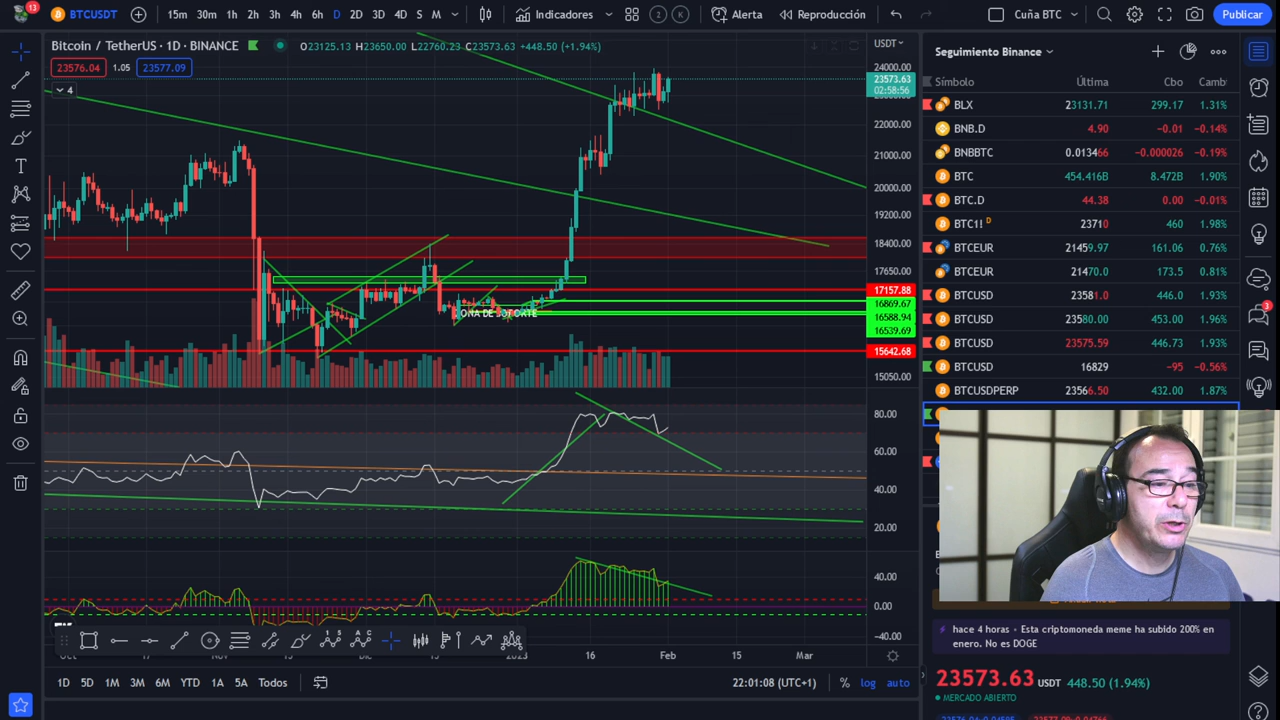 13
BTCUSDT
15m 30m 1h 2h 3h 4h 6h D 2D 3D 4D S M
Indicadores
2 K
Alerta
Reproducción
Cuña BTC
Publicar
Bitcoin / TetherUS · 1D · BINANCE
O23125.13 H23650.00 L22760.23 C23573.63 +448.50 (+1.94%)
23576.04 1.05 23577.09
4
USDT
24000.00
23573.63
02:58:56
22000.00
21000.00
20000.00
19200.00
18400.00
17650.00
17157.88
16869.67
16588.94
16539.69
15642.68
15050.00
80.00
60.00
40.00
20.00
40.00
0.00
-40.00
Nov
Dic
2023
16
Feb
15
Mar
1D 5D 1M 3M 6M YTD 1A 5A Todos
22:01:08 (UTC+1)
% log auto
Seguimiento Binance
Símbolo Última Cbo Camb
BLX 23131.71 299.17 1.31%
BNB.D 4.90 -0.01 -0.14%
BNBBTC 0.013466 -0.000026 -0.19%
BTC 454.416B 8.472B 1.90%
BTC.D 44.38 0.00 -0.01%
BTC1! D 23710 460 1.98%
BTCEUR 21459.97 161.06 0.76%
BTCEUR 21470.0 173.5 0.81%
BTCUSD 23581.0 446.0 1.93%
BTCUSD 23580.00 453.00 1.96%
BTCUSD 23575.59 446.73 1.93%
BTCUSD 16829 -95 -0.56%
BTCUSDPERP 23566.50 432.00 1.87%
3
hace 4 horas · Esta criptomoneda meme ha subido 200% en
enero. No es DOGE
23573.63 USDT 448.50 (1.94%)
MERCADO ABIERTO